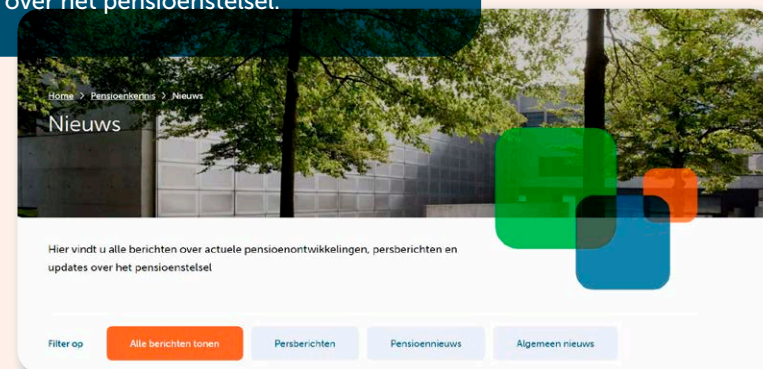 over het pensioenstelsel.
Home > Pensioenkennis > Nieuws
Nieuws
Hier vindt u alle berichten over actuele pensioenontwikkelingen, persberichten en
updates over het pensioenstelsel
Filter op
Alle berichten tonen
Persberichten
Pensioennieuws
Algemeen nieuws